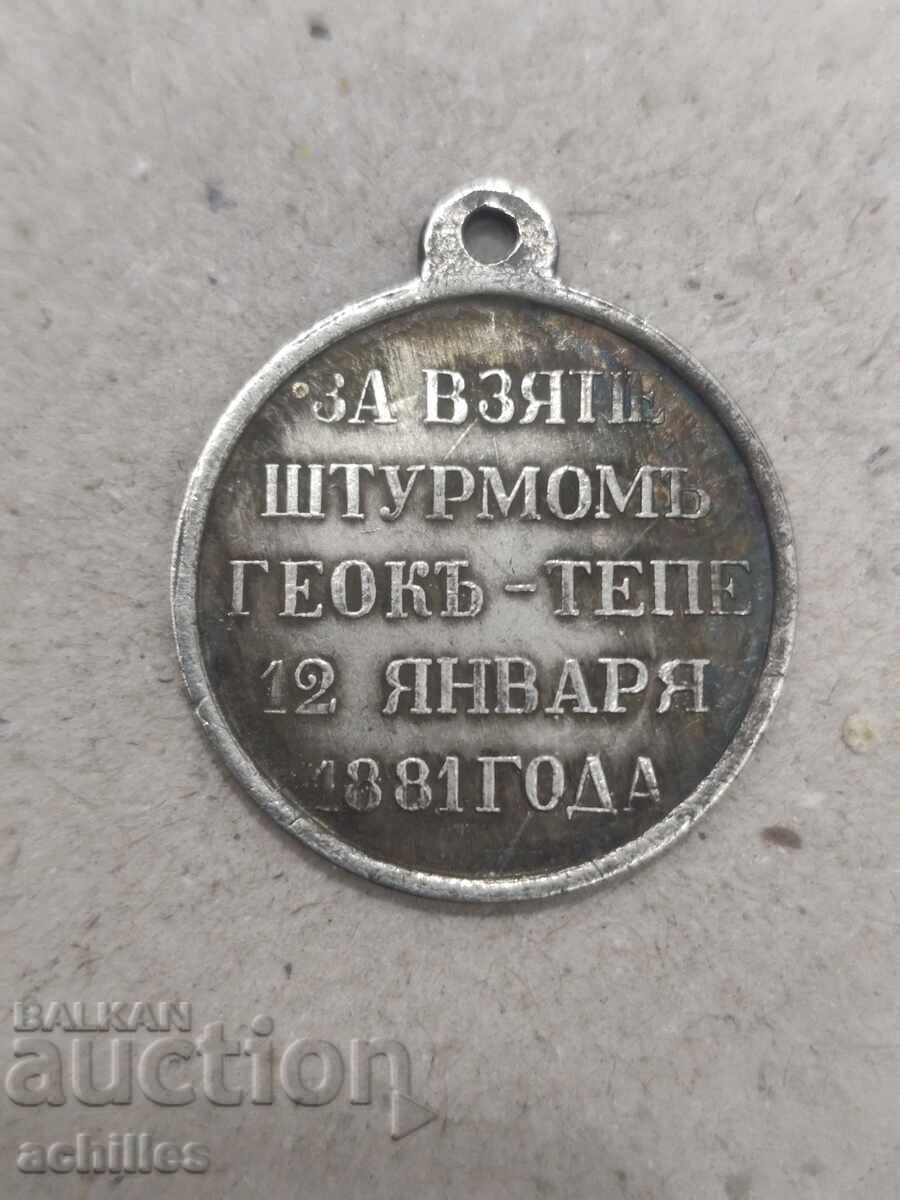 ЗА ВЗЯТІЕ
ШТУРМОМЪ
ГЕОКЪ-ТЕПЕ
12 ЯНВАРЯ
1881 ГОДА
BALKAN
auction
achilles